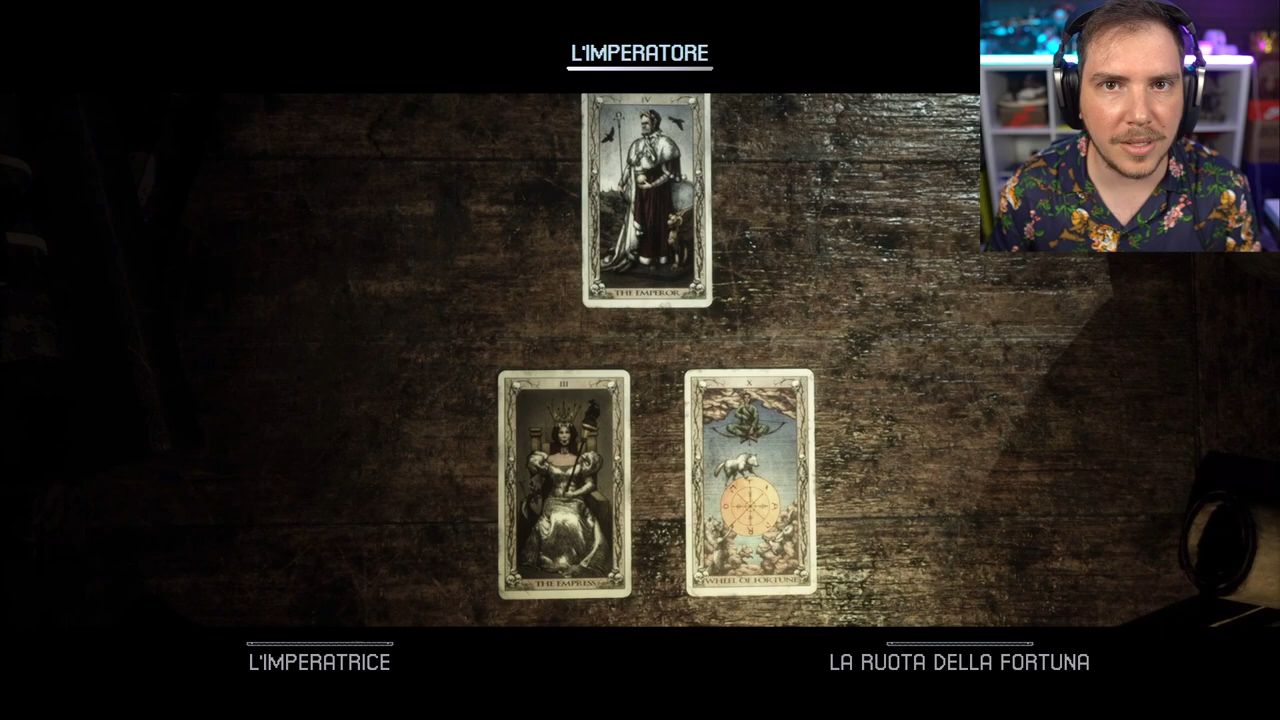 L'IMPERATORE
IV
THE EMPEROR
III
THE EMPRESS
X
WHEEL OF FORTUNE
L'IMPERATRICE
LA RUOTA DELLA FORTUNA